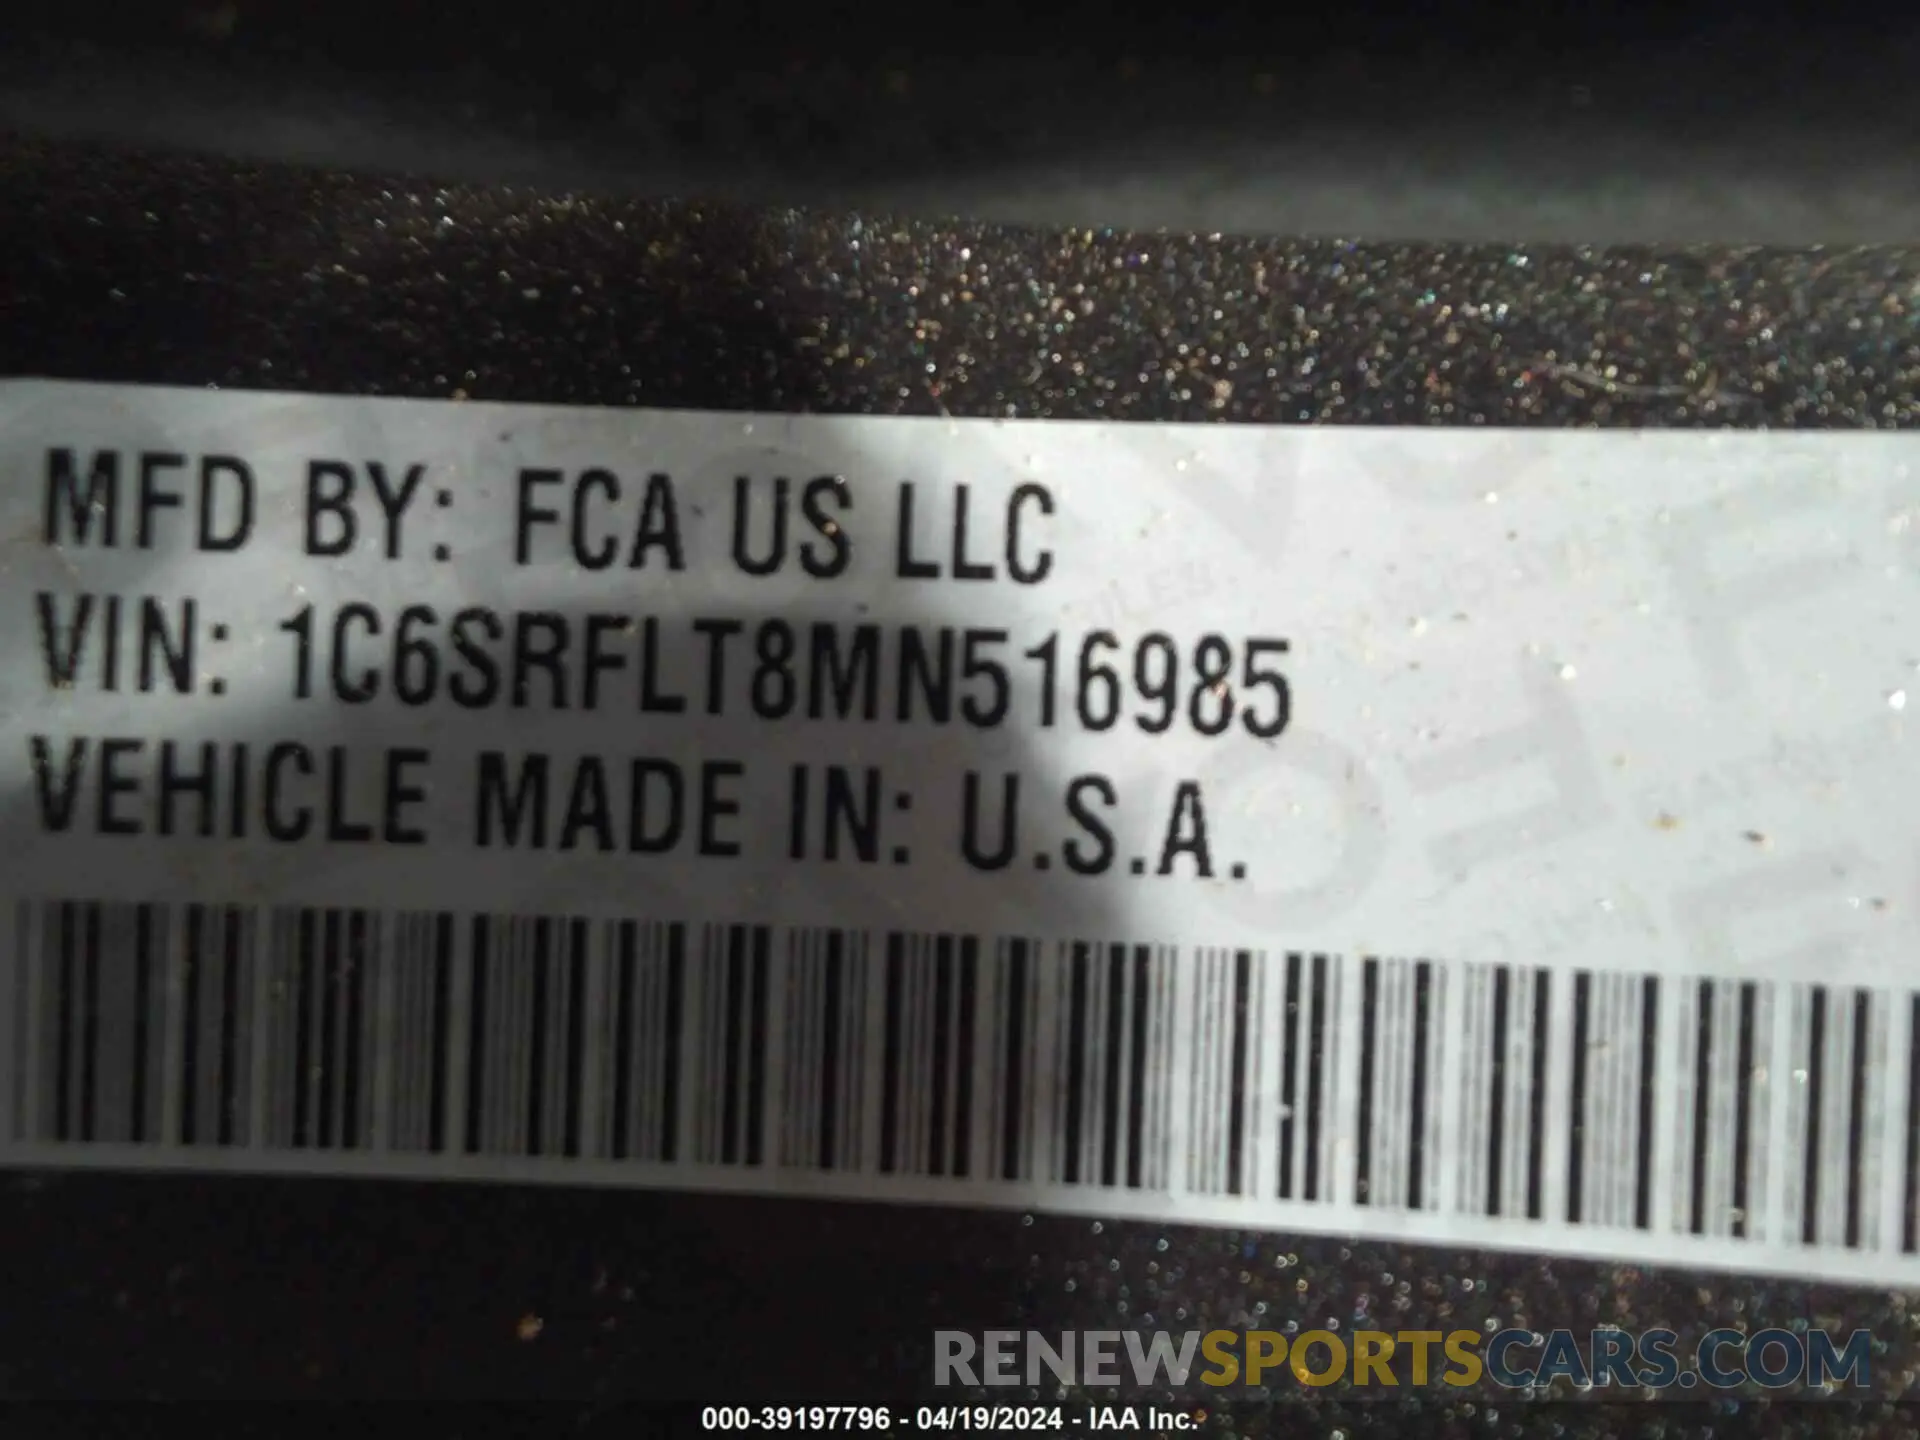 MFD BY: FCA US LLC
VIN: 1C6SRFLT8MN516985
VEHICLE MADE IN: U.S.A.
RENEWSPORTSCARS.COM
000-39197796 - 04/19/2024 - IAA Inc.